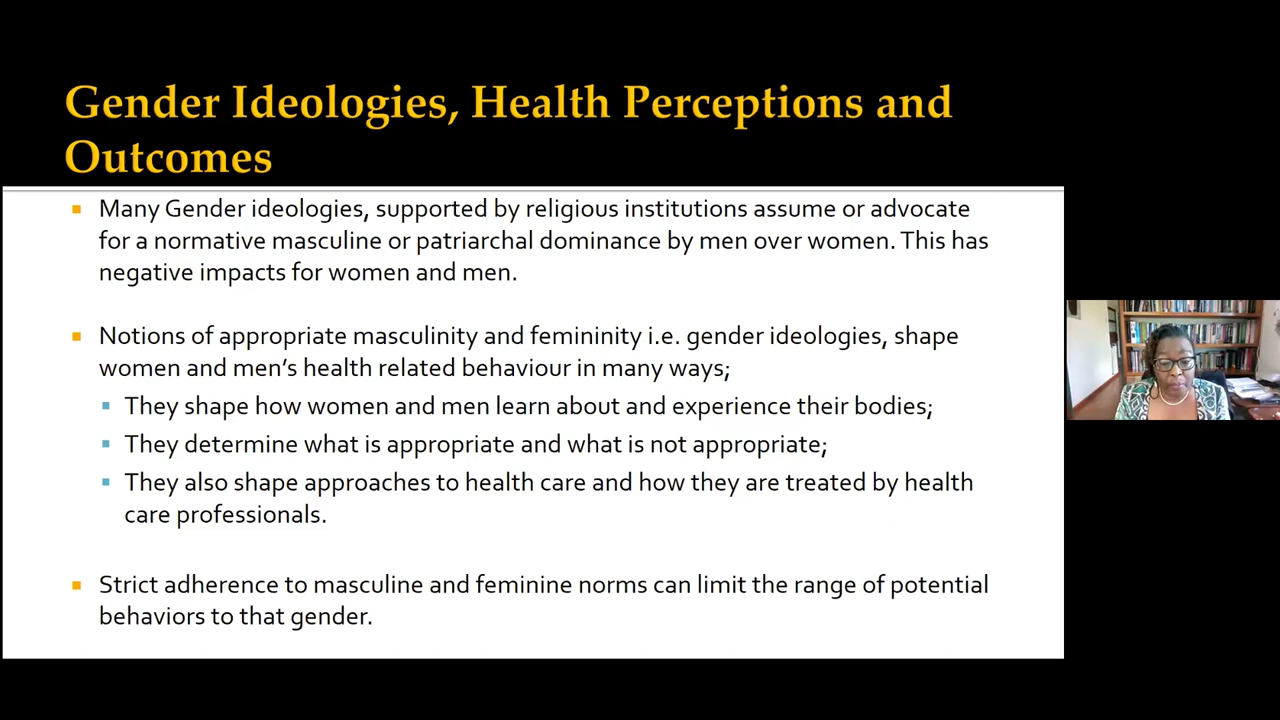 Gender Ideologies, Health Perceptions and
Outcomes
Many Gender ideologies, supported by religious institutions assume or advocate
for a normative masculine or patriarchal dominance by men over women. This has
negative impacts for women and men.
Notions of appropriate masculinity and femininity i.e. gender ideologies, shape
women and men's health related behaviour in many ways;
They shape how women and men learn about and experience their bodies;
They determine what is appropriate and what is not appropriate;
They also shape approaches to health care and how they are treated by health
care professionals.
Strict adherence to masculine and feminine norms can limit the range of potential
behaviors to that gender.